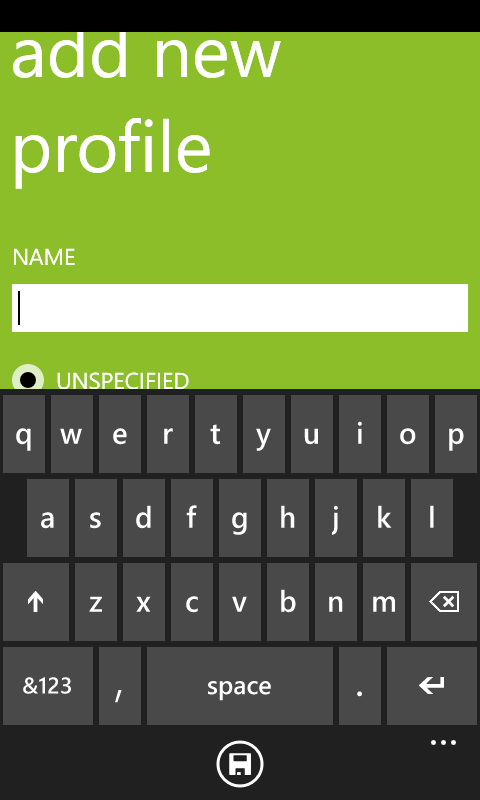 add new
profile
NAME
UNSPECIFIED
q w e r t y u i o p
a s d f g h j k l
z x c v b n m
&123 , space .